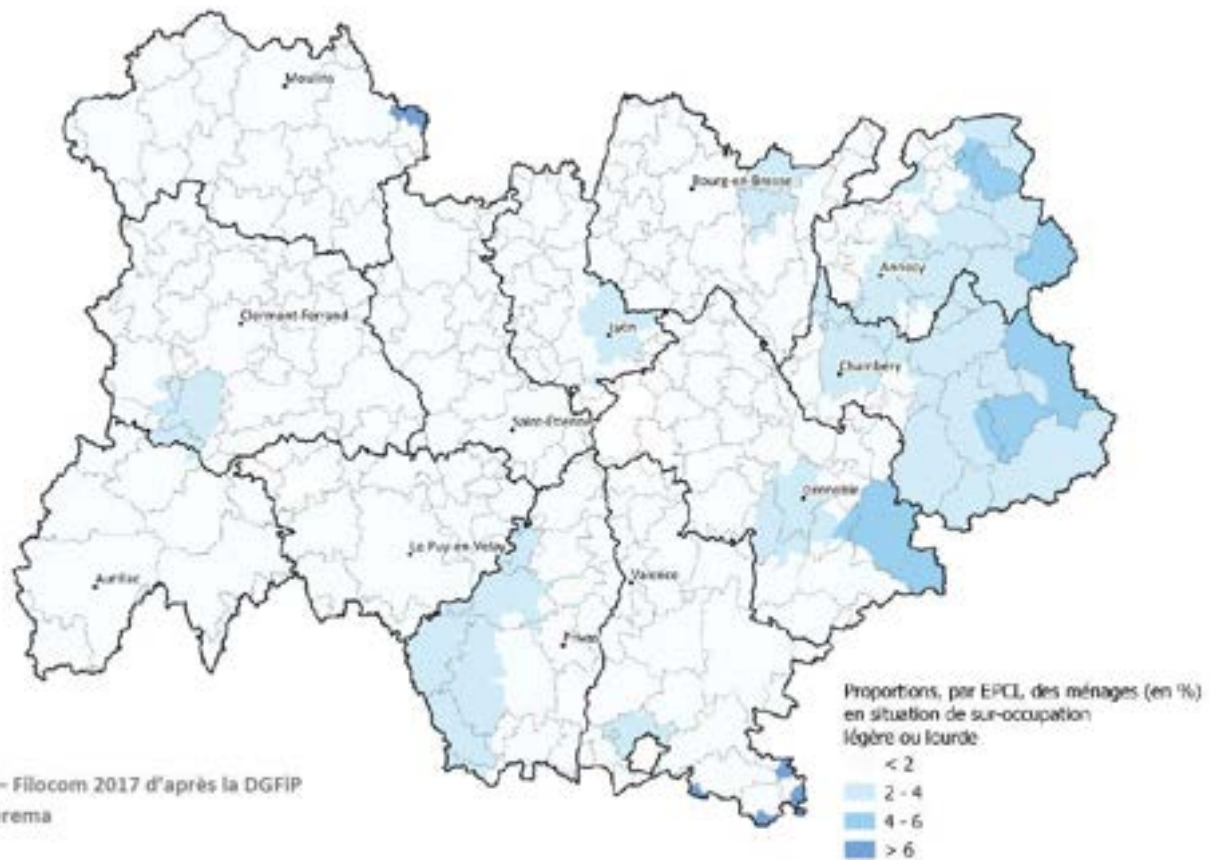 Moulins
Bourg-en-Bresse
Annecy
Clermont-Ferrand
Lyon
Chambéry
Saint-Étienne
Grenoble
Le Puy-en-Velay
Aurillac
Valence
Privas
Proportions, par EPCI, des ménages (en %)
en situation de sur-occupation
légère ou lourde
< 2
2 - 4
4 - 6
> 6
– Filocom 2017 d'après la DGFiP
erema